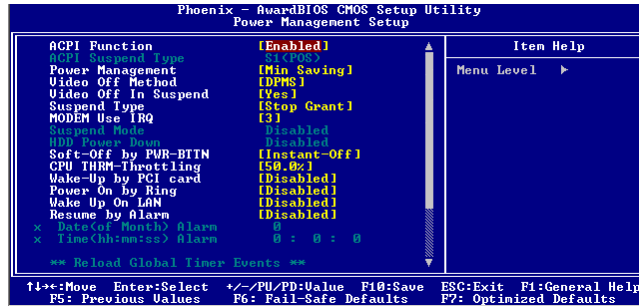 Phoenix - AwardBIOS CMOS Setup Utility
Power Management Setup
ACPI Function [Enabled]
ACPI Suspend Type S1(POS)
Power Management [Min Saving]
Video Off Method [DPMS]
Video Off In Suspend [Yes]
Suspend Type [Stop Grant]
MODEM Use IRQ [3]
Suspend Mode Disabled
HDD Power Down Disabled
Soft-Off by PWR-BTTN [Instant-Off]
CPU THRM-Throttling [50.0%]
Wake-Up by PCI card [Disabled]
Power On by Ring [Disabled]
Wake Up On LAN [Disabled]
Resume by Alarm [Disabled]
x Date(of Month) Alarm 0
x Time(hh:mm:ss) Alarm 0 : 0 : 0
** Reload Global Timer Events **
Item Help
Menu Level ►
↑↓→←:Move Enter:Select +/-/PU/PD:Value F10:Save ESC:Exit F1:General Help
F5: Previous Values F6: Fail-Safe Defaults F7: Optimized Defaults